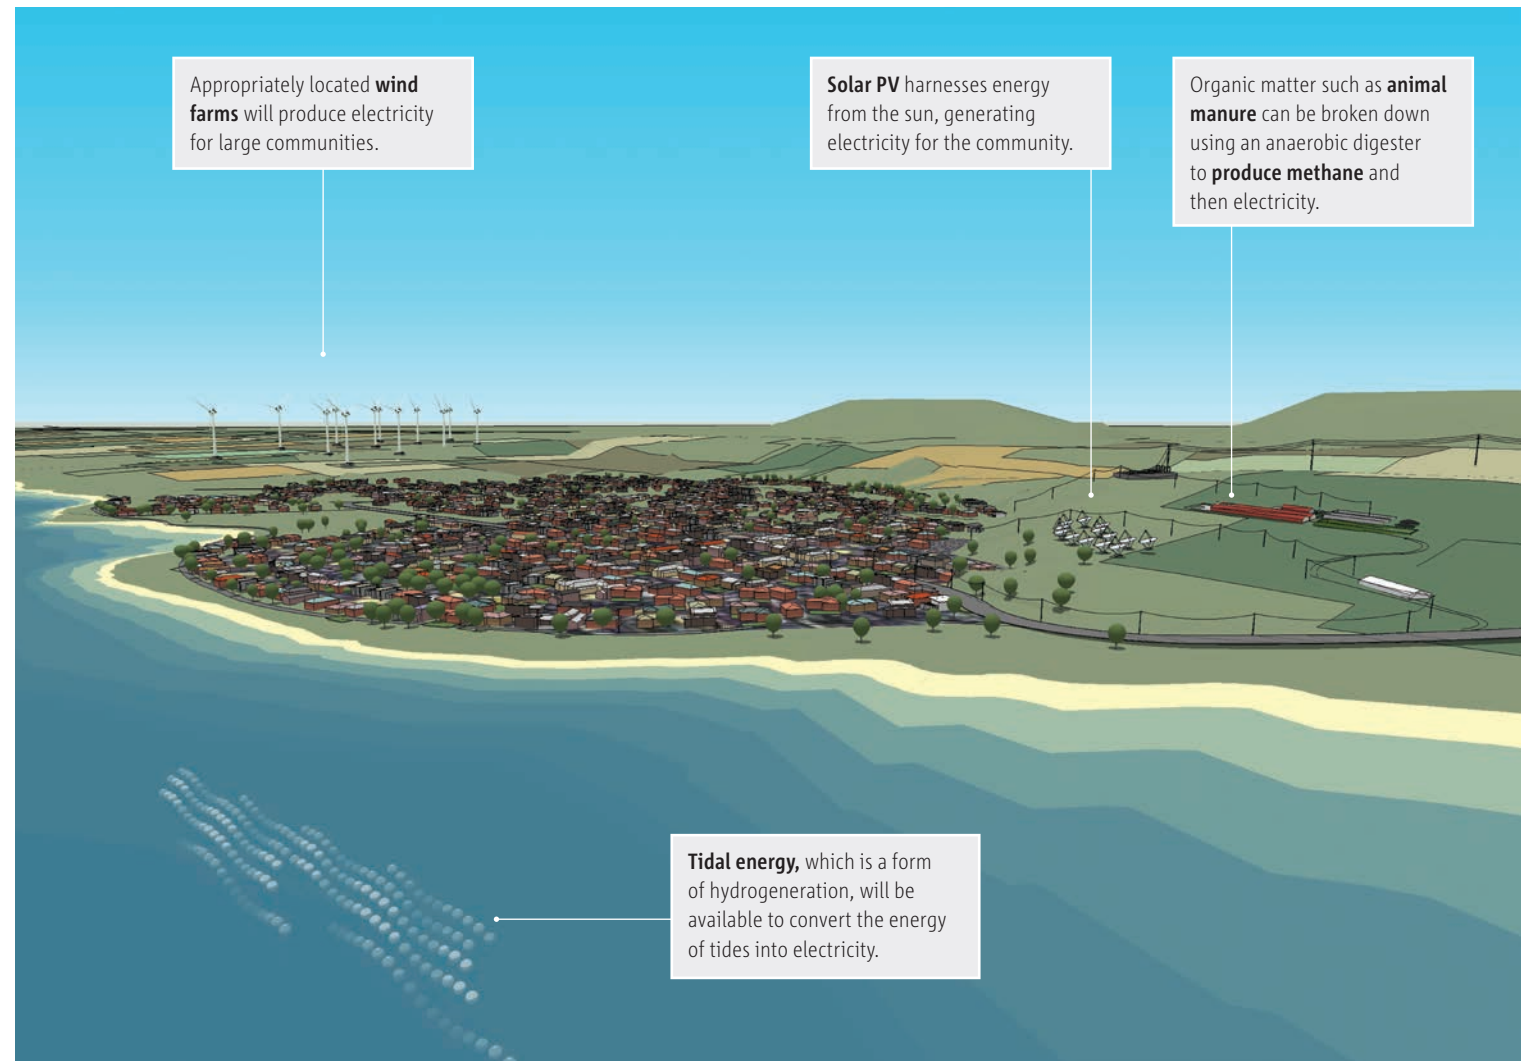 Appropriately located wind
farms will produce electricity
for large communities.
Solar PV harnesses energy
from the sun, generating
electricity for the community.
Organic matter such as animal
manure can be broken down
using an anaerobic digester
to produce methane and
then electricity.
Tidal energy, which is a form
of hydrogeneration, will be
available to convert the energy
of tides into electricity.